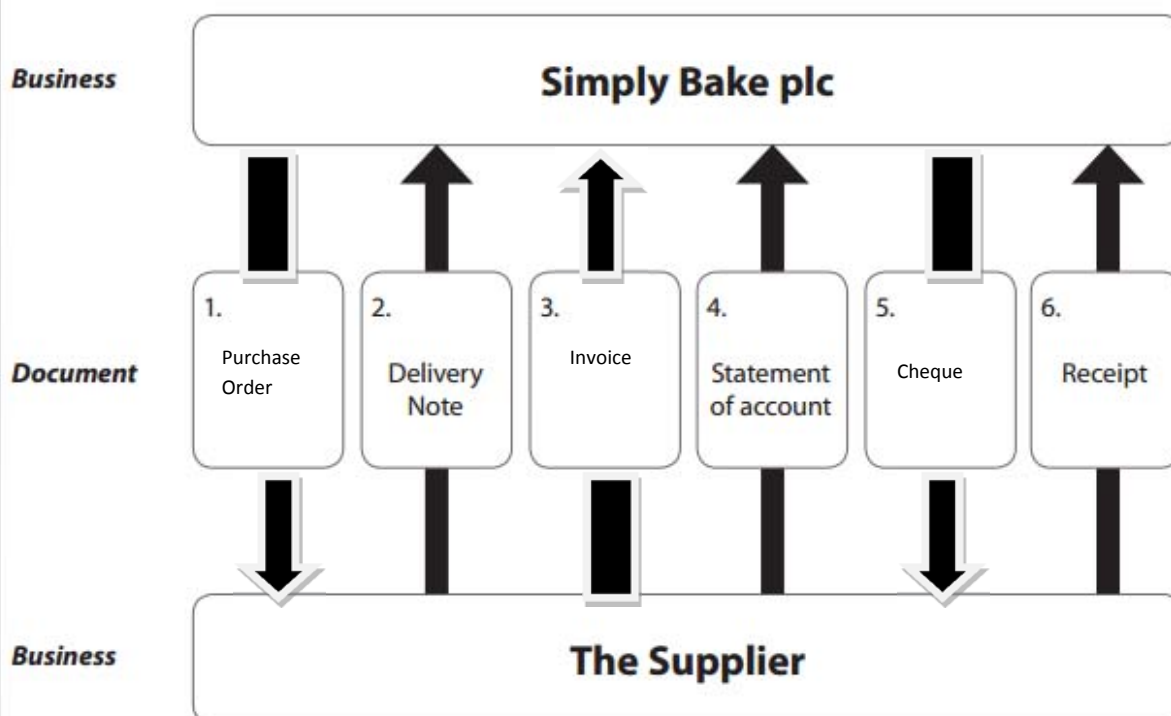 Business
Simply Bake plc
Document
1.
Purchase
Order
2.
Delivery
Note
3.
Invoice
4.
Statement
of account
5.
Cheque
6.
Receipt
Business
The Supplier